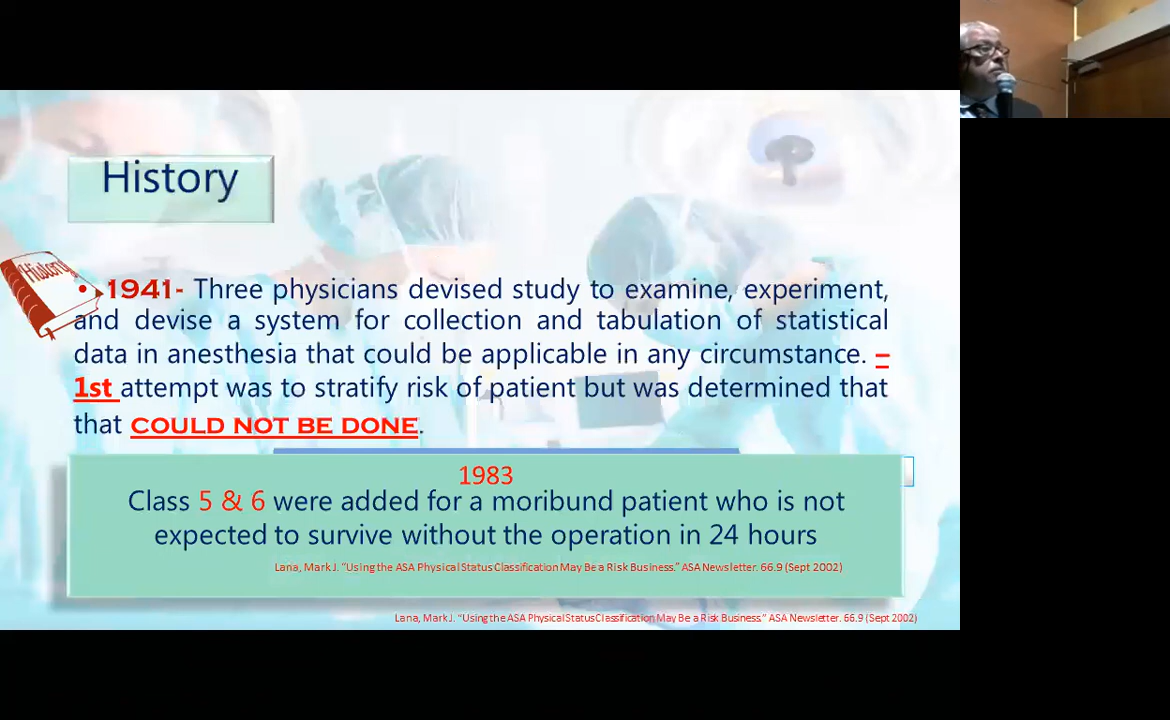 History
History
• 1941- Three physicians devised study to examine, experiment,
and devise a system for collection and tabulation of statistical
data in anesthesia that could be applicable in any circumstance. –
1st attempt was to stratify risk of patient but was determined that
that COULD NOT BE DONE.
1983
Class 5 & 6 were added for a moribund patient who is not
expected to survive without the operation in 24 hours
Lana, Mark J. “Using the ASA Physical Status Classification May Be a Risk Business.” ASA Newsletter. 66.9 (Sept 2002)
Lana, Mark J. “Using the ASA Physical Status Classification May Be a Risk Business.” ASA Newsletter. 66.9 (Sept 2002)